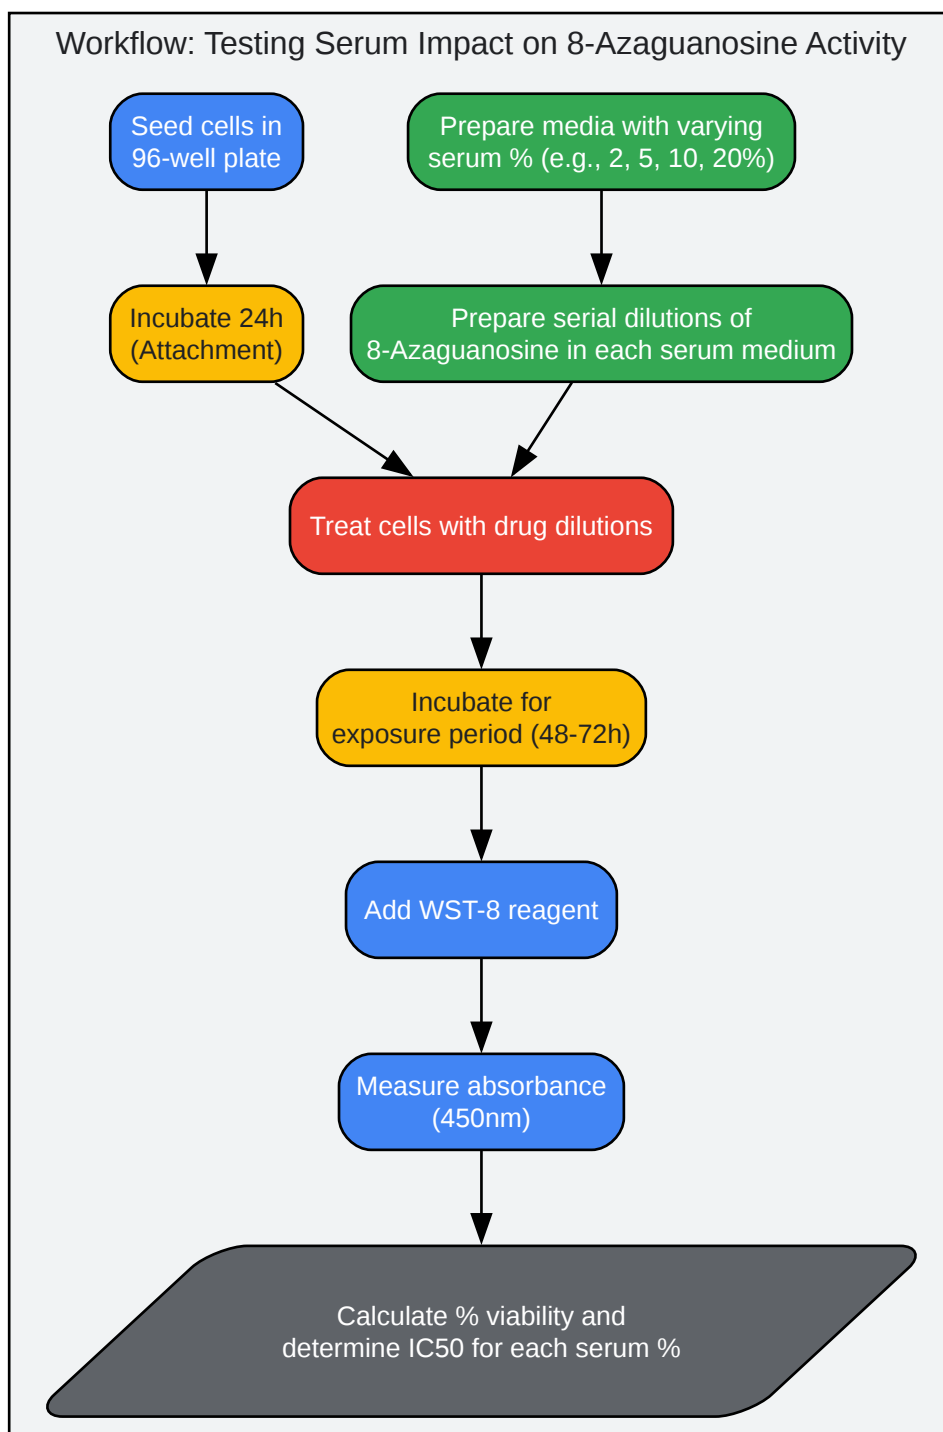 Workflow: Testing Serum Impact on 8-Azaguanosine Activity
Seed cells in
96-well plate
Prepare media with varying
serum % (e.g., 2, 5, 10, 20%)
Incubate 24h
(Attachment)
Prepare serial dilutions of
8-Azaguanosine in each serum medium
Treat cells with drug dilutions
Incubate for
exposure period (48-72h)
Add WST-8 reagent
Measure absorbance
(450nm)
Calculate % viability and
determine IC50 for each serum %